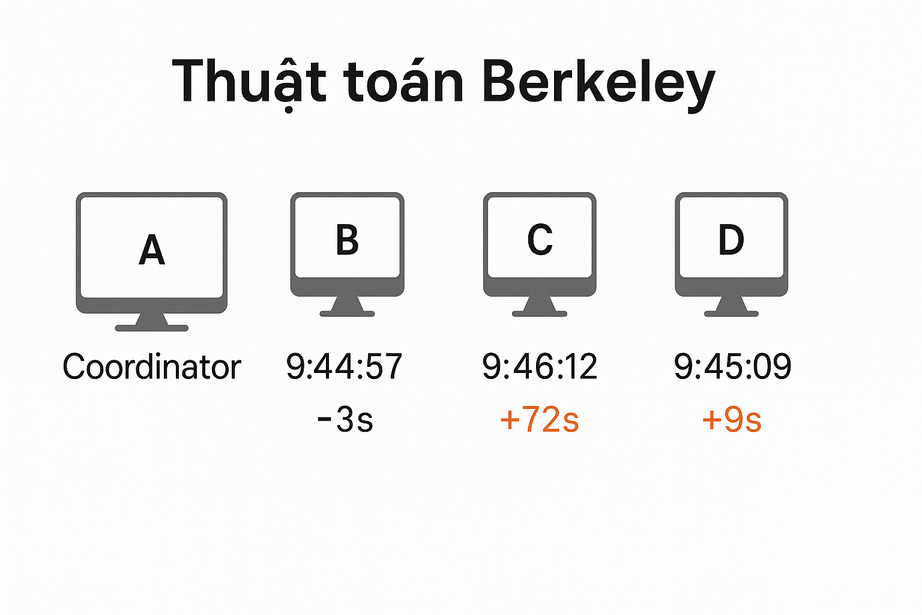 Thuật toán Berkeley
A B C D
Coordinator 9:44:57 9:46:12 9:45:09
-3s +72s +9s